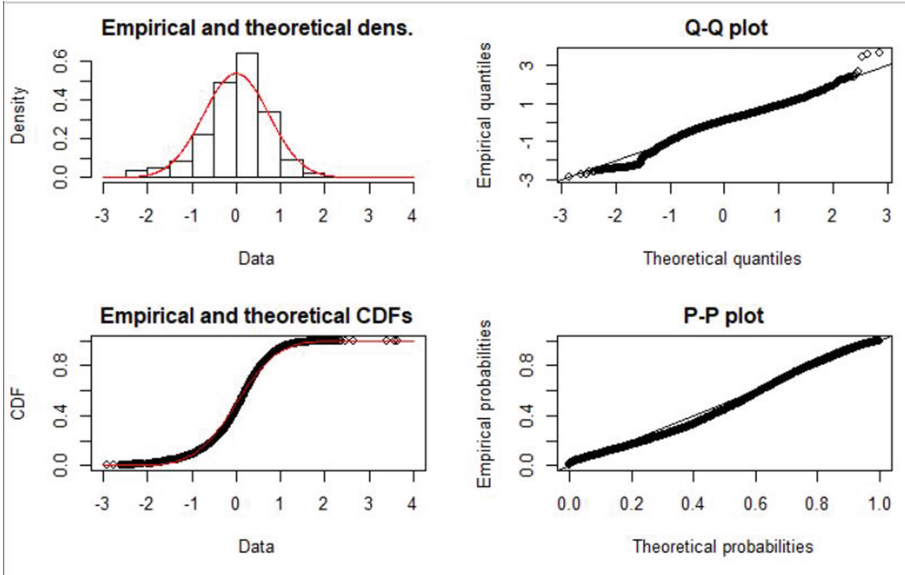 Empirical and theoretical dens.
Density
0.0 0.2 0.4 0.6
-3 -2 -1 0 1 2 3 4
Data
Q-Q plot
Empirical quantiles
-3 -1 1 3
-3 -2 -1 0 1 2 3
Theoretical quantiles
Empirical and theoretical CDFs
CDF
0.0 0.4 0.8
-3 -2 -1 0 1 2 3 4
Data
P-P plot
Empirical probabilities
0.0 0.4 0.8
0.0 0.2 0.4 0.6 0.8 1.0
Theoretical probabilities